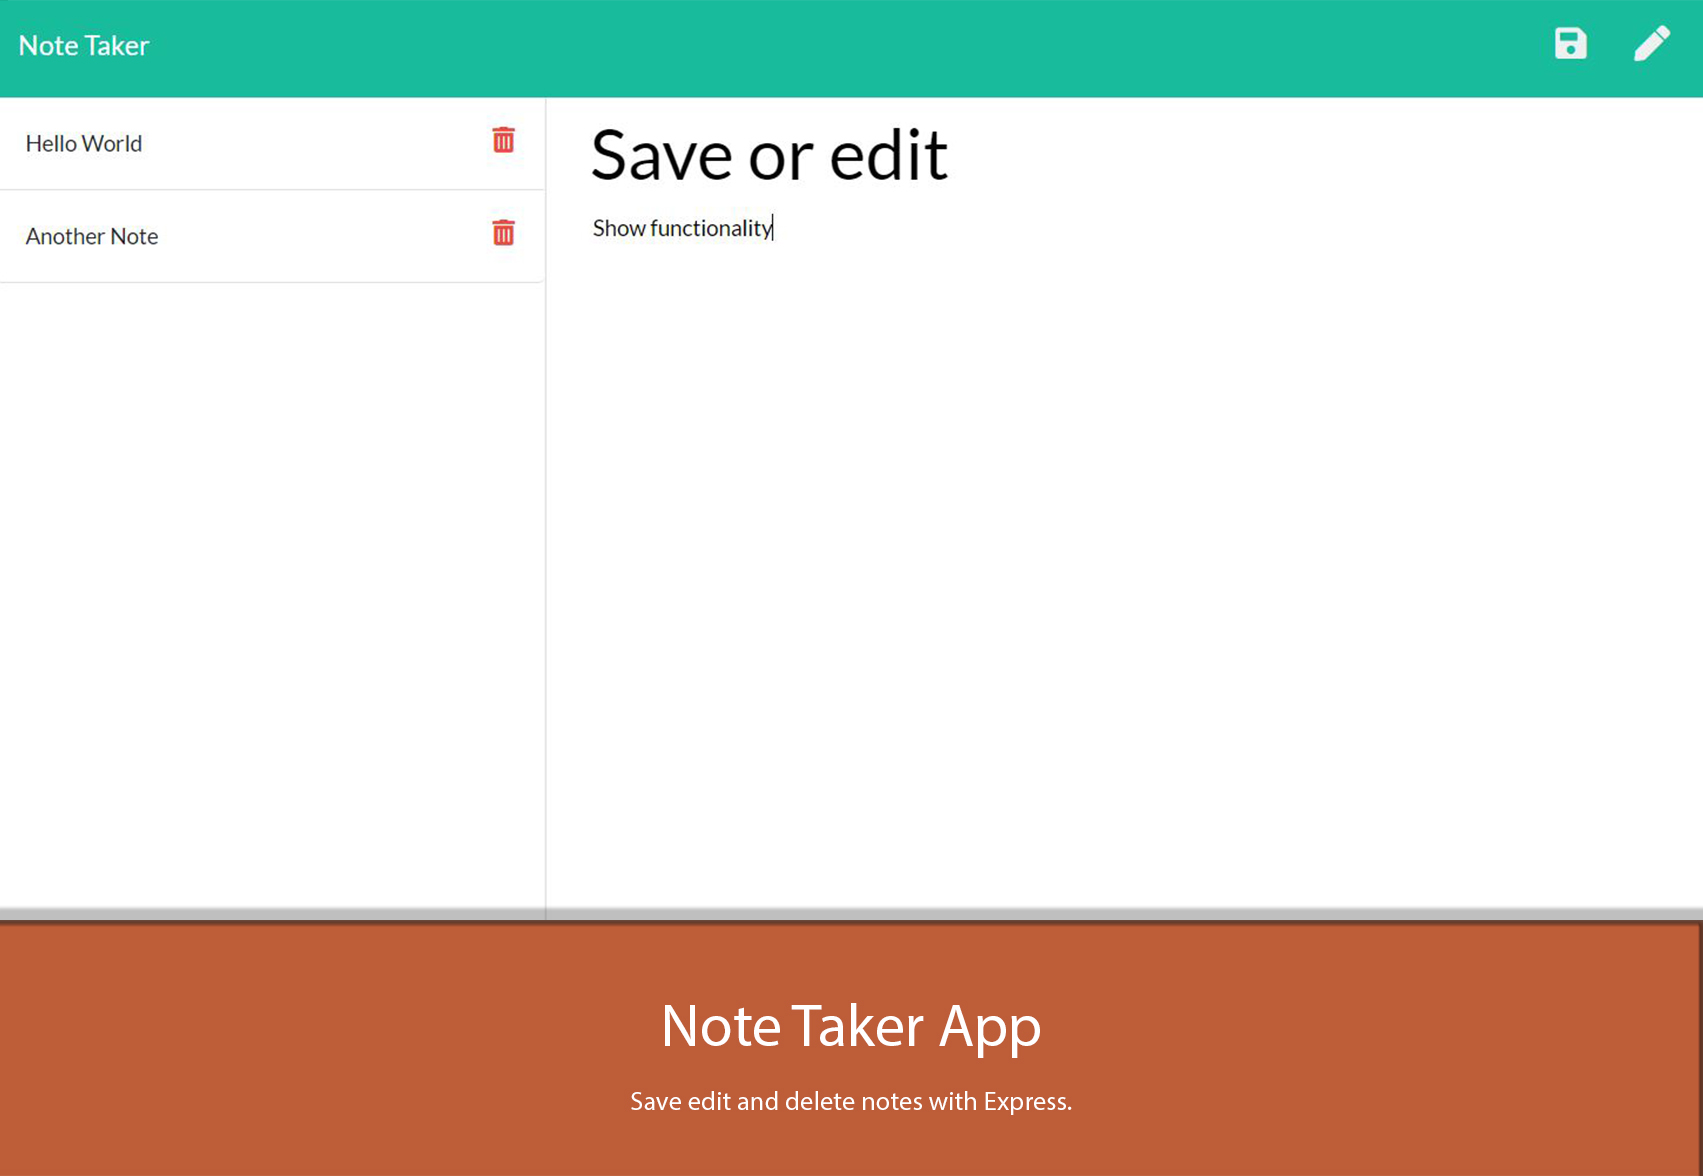 Note Taker
Hello World
Another Note
Save or edit
Show functionality
Note Taker App
Save edit and delete notes with Express.